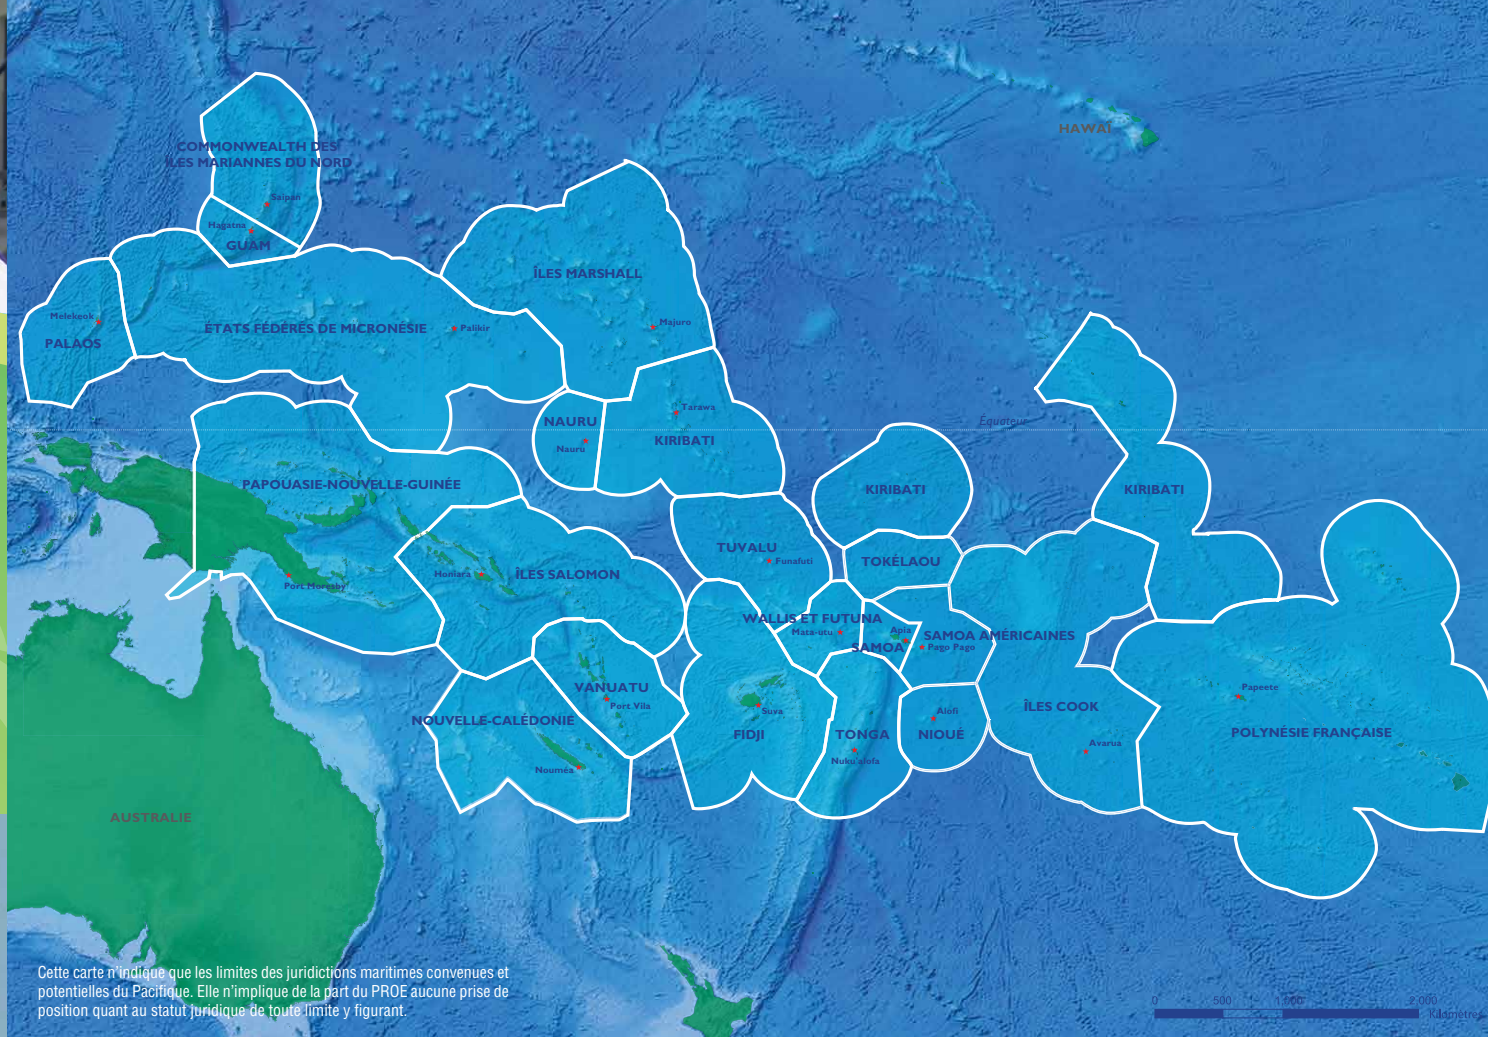 HAWAÏ
COMMONWEALTH DES
ÎLES MARIANNES DU NORD
Saipan
Hagatna
GUAM
ÎLES MARSHALL
Majuro
Melekeok
PALAOS
ÉTATS FÉDÉRÉS DE MICRONÉSIE
Palikir
Tarawa
NAURU
Nauru
KIRIBATI
Équateur
PAPOUASIE-NOUVELLE-GUINÉE
KIRIBATI
KIRIBATI
TUVALU
Funafuti
TOKÉLAOU
Port Moresby
Honiara
ÎLES SALOMON
WALLIS ET FUTUNA
Mata-utu
Apia
SAMOA
SAMOA AMÉRICAINES
Pago Pago
VANUATU
Port Vila
NOUVELLE-CALÉDONIE
Nouméa
Suva
FIDJI
TONGA
Nuku'alofa
Alofi
NIOUÉ
ÎLES COOK
Avarua
Papeete
POLYNÉSIE FRANÇAISE
AUSTRALIE
Cette carte n'indique que les limites des juridictions maritimes convenues et
potentielles du Pacifique. Elle n'implique de la part du PROE aucune prise de
position quant au statut juridique de toute limite y figurant.
0 500 1,000 2,000
Kilomètres